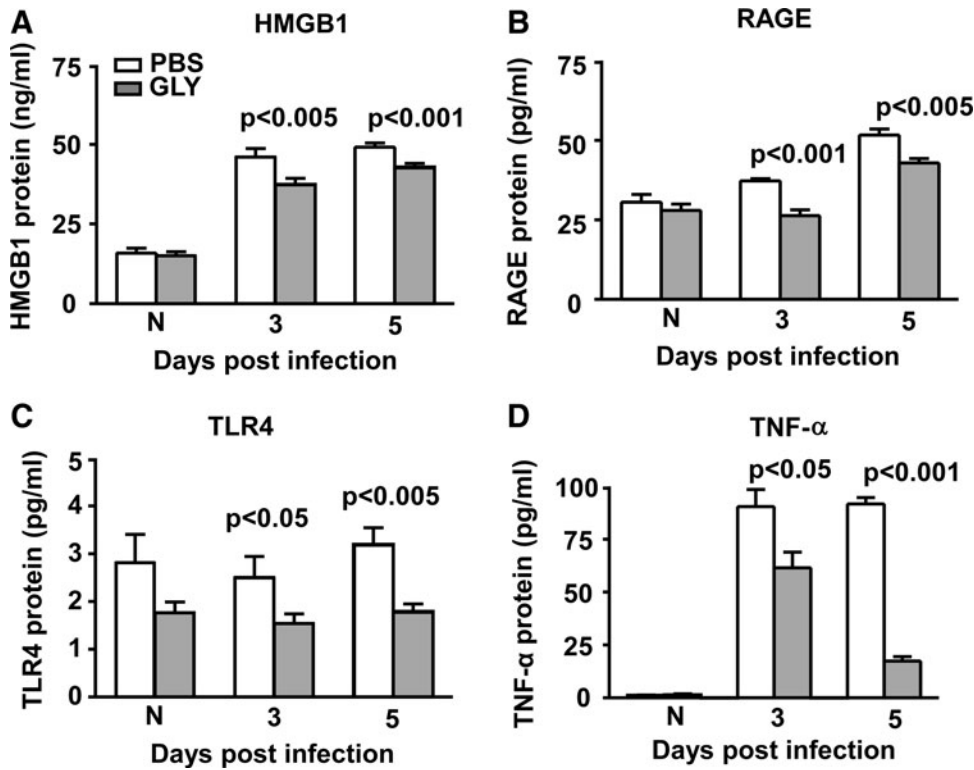 A
HMGB1
HMGB1 protein (ng/ml)
75
50
25
0
PBS
GLY
p<0.005
p<0.001
N
3
5
Days post infection
B
RAGE
RAGE protein (pg/ml)
75
50
25
0
p<0.001
p<0.005
N
3
5
Days post infection
C
TLR4
TLR4 protein (pg/ml)
5
4
3
2
1
0
p<0.05
p<0.005
N
3
5
Days post infection
D
TNF-α
TNF-α protein (pg/ml)
100
75
50
25
0
p<0.05
p<0.001
N
3
5
Days post infection